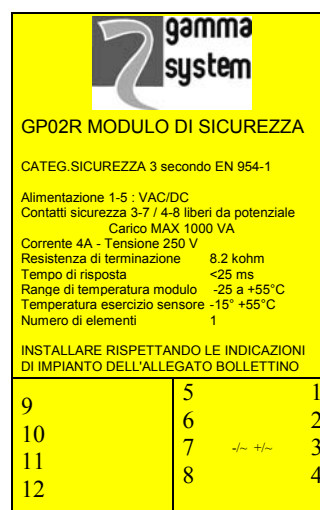 gamma
system
GP02R MODULO DI SICUREZZA
CATEG.SICUREZZA 3 secondo EN 954-1
Alimentazione 1-5 : VAC/DC
Contatti sicurezza 3-7 / 4-8 liberi da potenziale
Carico MAX 1000 VA
Corrente 4A - Tensione 250 V
Resistenza di terminazione 8.2 kohm
Tempo di risposta <25 ms
Range di temperatura modulo -25 a +55°C
Temperatura esercizio sensore -15° +55°C
Numero di elementi 1
INSTALLARE RISPETTANDO LE INDICAZIONI
DI IMPIANTO DELL'ALLEGATO BOLLETTINO
9
10
11
12
5 1
6 2
7 -/~ +/~ 3
8 4